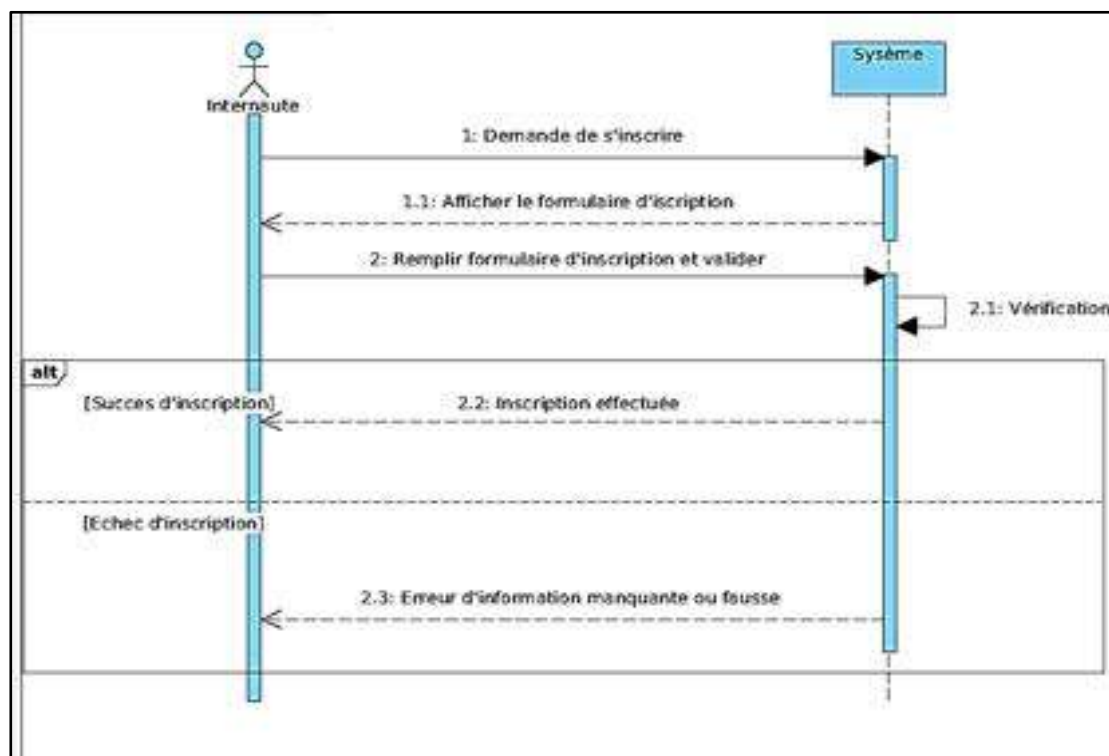 Sysème
Internaute
1: Demande de s'inscrire
1.1: Afficher le formulaire d'iscription
2: Remplir formulaire d'inscription et valider
2.1: Vérification
alt
[Succes d'inscription]
2.2: Inscription effectuée
[Echec d'inscription]
2.3: Erreur d'information manquante ou fausse